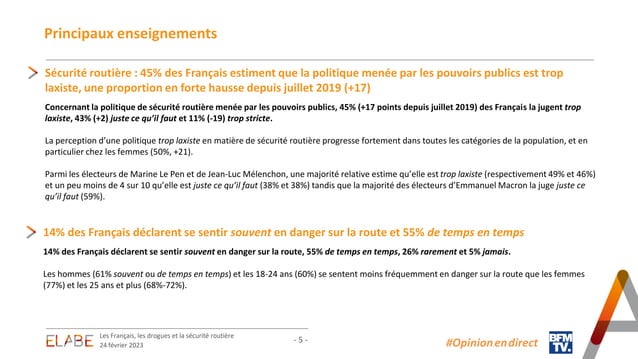 Principaux enseignements
Sécurité routière : 45% des Français estiment que la politique menée par les pouvoirs publics est trop
laxiste, une proportion en forte hausse depuis juillet 2019 (+17)
Concernant la politique de sécurité routière menée par les pouvoirs publics, 45% (+17 points depuis juillet 2019) des Français la jugent trop
laxiste, 43% (+2) juste ce qu’il faut et 11% (-19) trop stricte.
La perception d’une politique trop laxiste en matière de sécurité routière progresse fortement dans toutes les catégories de la population, et en
particulier chez les femmes (50%, +21).
Parmi les électeurs de Marine Le Pen et de Jean-Luc Mélenchon, une majorité relative estime qu’elle est trop laxiste (respectivement 49% et 46%)
et un peu moins de 4 sur 10 qu’elle est juste ce qu’il faut (38% et 38%) tandis que la majorité des électeurs d’Emmanuel Macron la juge juste ce
qu’il faut (59%).
14% des Français déclarent se sentir souvent en danger sur la route et 55% de temps en temps
14% des Français déclarent se sentir souvent en danger sur la route, 55% de temps en temps, 26% rarement et 5% jamais.
Les hommes (61% souvent ou de temps en temps) et les 18-24 ans (60%) se sentent moins fréquemment en danger sur la route que les femmes
(77%) et les 25 ans et plus (68%-72%).
ELABE
Les Français, les drogues et la sécurité routière
24 février 2023
- 5 -
#Opinionendirect
BFM
TV.